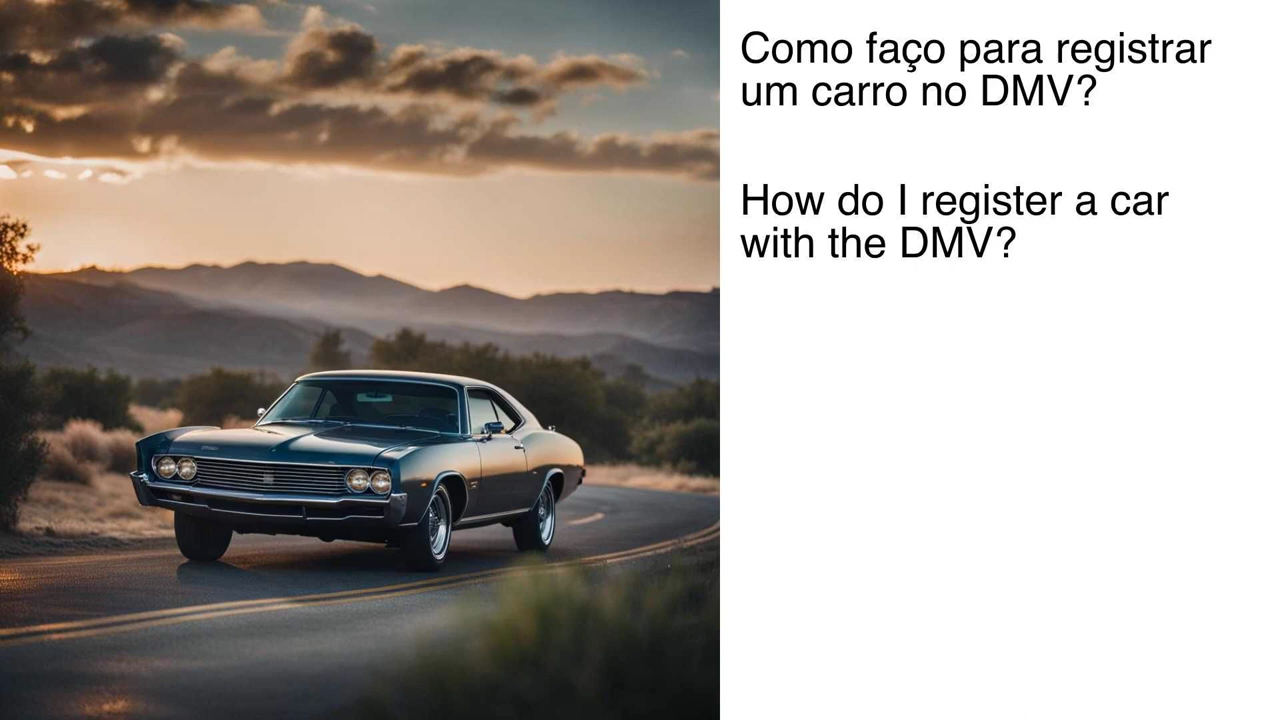 Como faço para registrar
um carro no DMV?
How do I register a car
with the DMV?